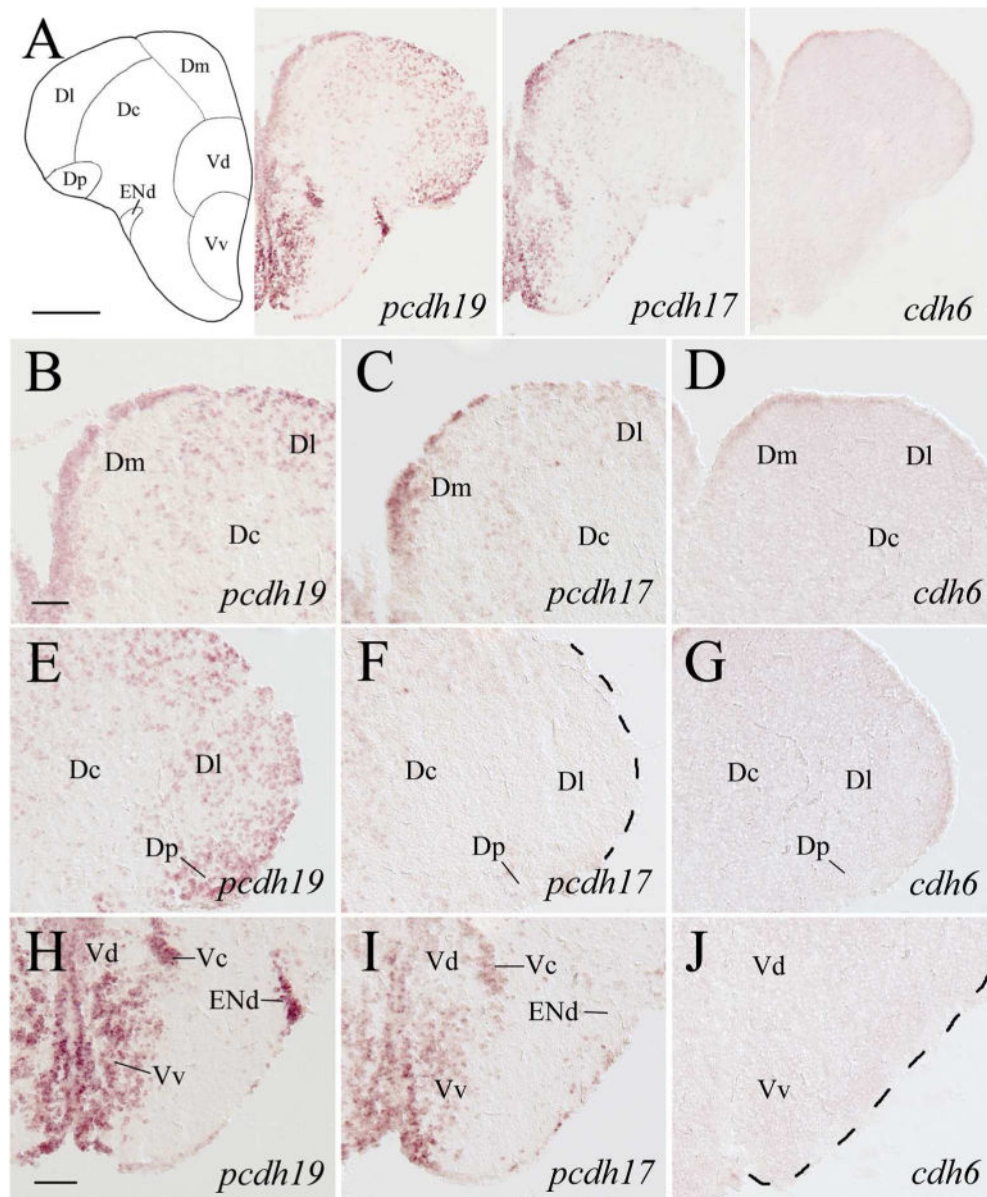 A
Dl
Dm
Dc
Dp
ENd
Vd
Vv
pcdh19
pcdh17
cdh6
B
Dm
Dl
Dc
pcdh19
C
Dm
Dl
Dc
pcdh17
D
Dm
Dl
Dc
cdh6
E
Dc
Dl
Dp
pcdh19
F
Dc
Dl
Dp
pcdh17
G
Dc
Dl
Dp
cdh6
H
Vd
Vc
ENd
Vv
pcdh19
I
Vd
Vc
ENd
Vv
pcdh17
J
Vd
Vv
cdh6